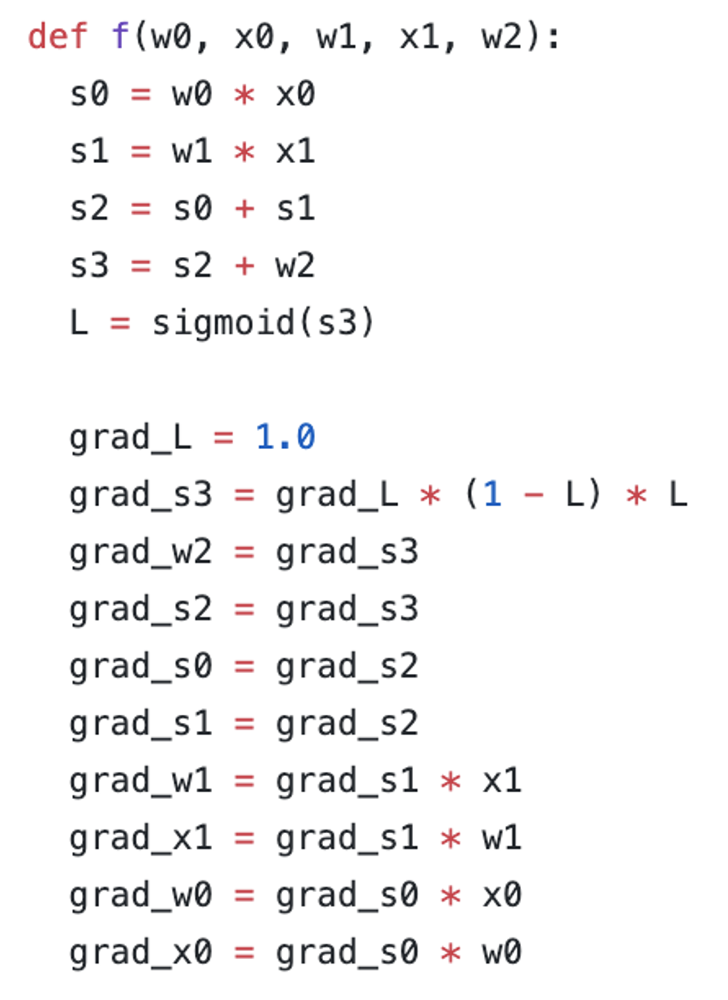 def f(w0, x0, w1, x1, w2):
  s0 = w0 * x0
  s1 = w1 * x1
  s2 = s0 + s1
  s3 = s2 + w2
  L = sigmoid(s3)

  grad_L = 1.0
  grad_s3 = grad_L * (1 - L) * L
  grad_w2 = grad_s3
  grad_s2 = grad_s3
  grad_s0 = grad_s2
  grad_s1 = grad_s2
  grad_w1 = grad_s1 * x1
  grad_x1 = grad_s1 * w1
  grad_w0 = grad_s0 * x0
  grad_x0 = grad_s0 * w0